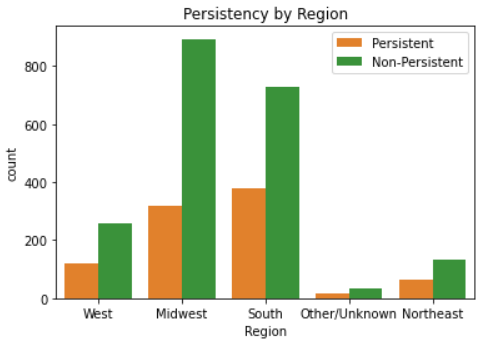 Persistency by Region
Persistent
Non-Persistent
800
600
400
200
0
count
West Midwest South Other/Unknown Northeast
Region